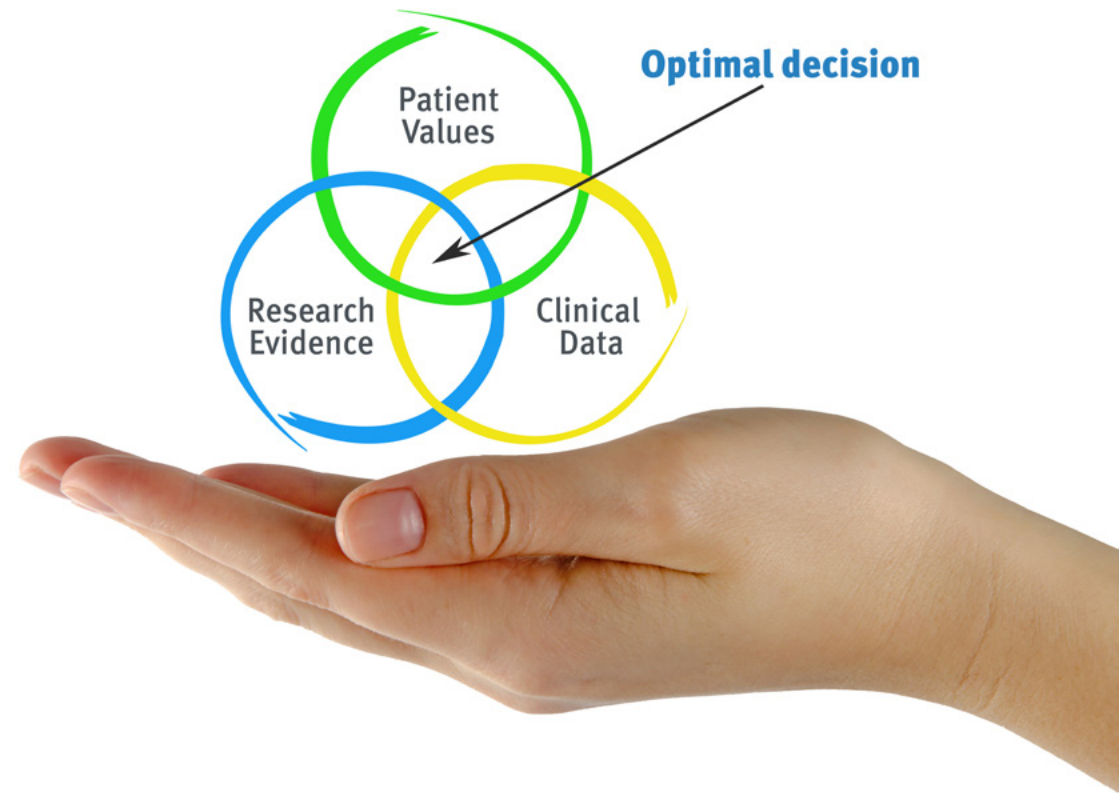 Optimal decision
Patient
Values
Research
Evidence
Clinical
Data